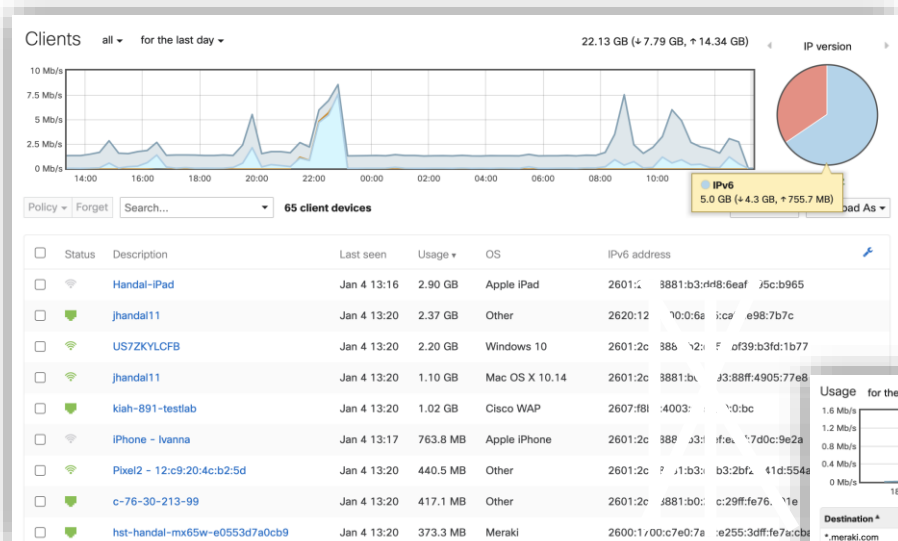 Clients all for the last day 22.13 GB (↓ 7.79 GB, ↑ 14.34 GB) IP version
10 Mb/s
7.5 Mb/s
5 Mb/s
2.5 Mb/s
0 Mb/s
14:00 16:00 18:00 20:00 22:00 00:00 02:00 04:00 06:00 08:00 10:00
IPv6
5.0 GB (↓ 4.3 GB, ↑ 755.7 MB)
Policy Forget Search... 65 client devices ad As
Status Description Last seen Usage OS IPv6 address
Handal-iPad Jan 4 13:16 2.90 GB Apple iPad
jhandal11 Jan 4 13:20 2.37 GB Other
US7ZKYLCFB Jan 4 13:20 2.20 GB Windows 10
jhandal11 Jan 4 13:20 1.10 GB Mac OS X 10.14
kiah-891-testlab Jan 4 13:20 1.02 GB Cisco WAP
iPhone - Ivanna Jan 4 13:17 763.8 MB Apple iPhone
Pixel2 - 12:c9:20:4c:b2:5d Jan 4 13:20 440.5 MB Other
c-76-30-213-99 Jan 4 13:20 417.1 MB Other
hst-handal-mx65w-e0553d7a0cb9 Jan 4 13:20 373.3 MB Meraki
Usage for the
1.6 Mb/s
1.2 Mb/s
0.8 Mb/s
0.4 Mb/s
0 Mb/s
18
Destination
*.meraki.com